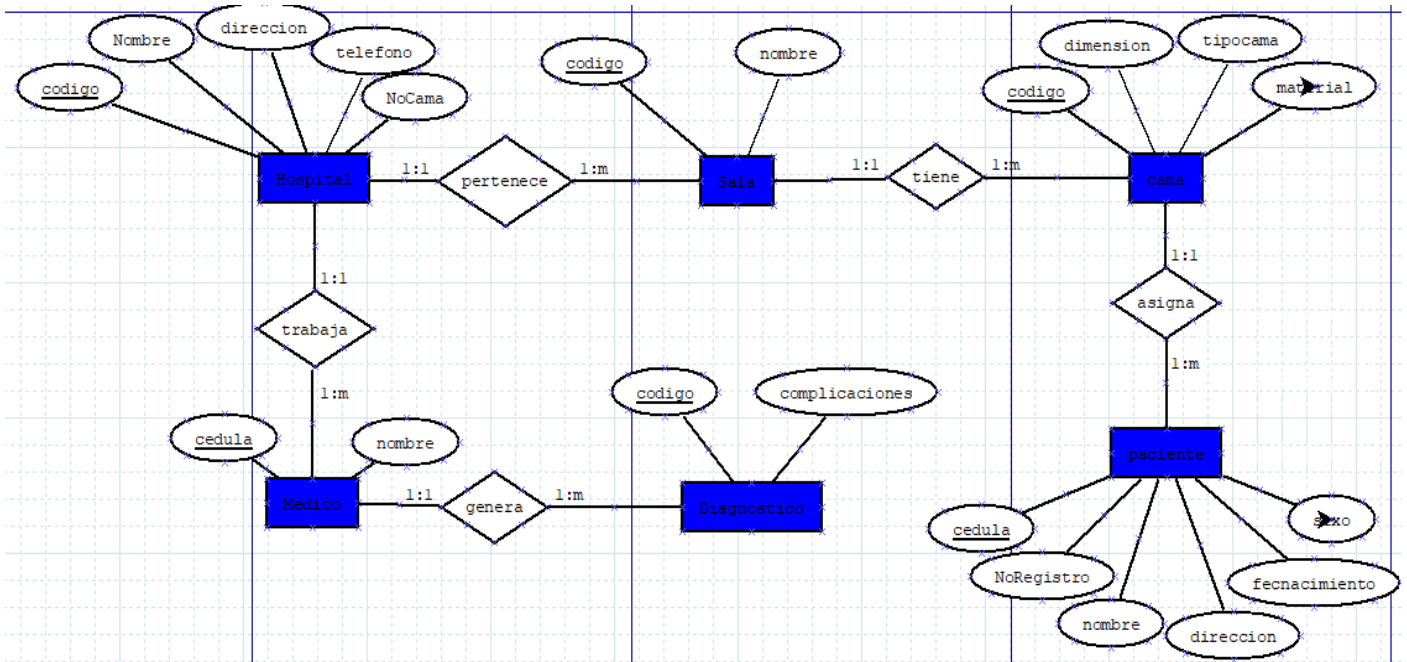 direccion
Nombre
telefono
codigo
NoCama
codigo
nombre
dimension
tipocama
codigo
material
Hospital
1:1
pertenece
1:m
Sala
1:1
tiene
1:m
cama
1:1
trabaja
1:m
1:1
asigna
1:m
cedula
nombre
Medico
1:1
genera
1:m
codigo
complicaciones
Diagnostico
paciente
cedula
NoRegistro
nombre
direccion
fecnacimiento
sexo